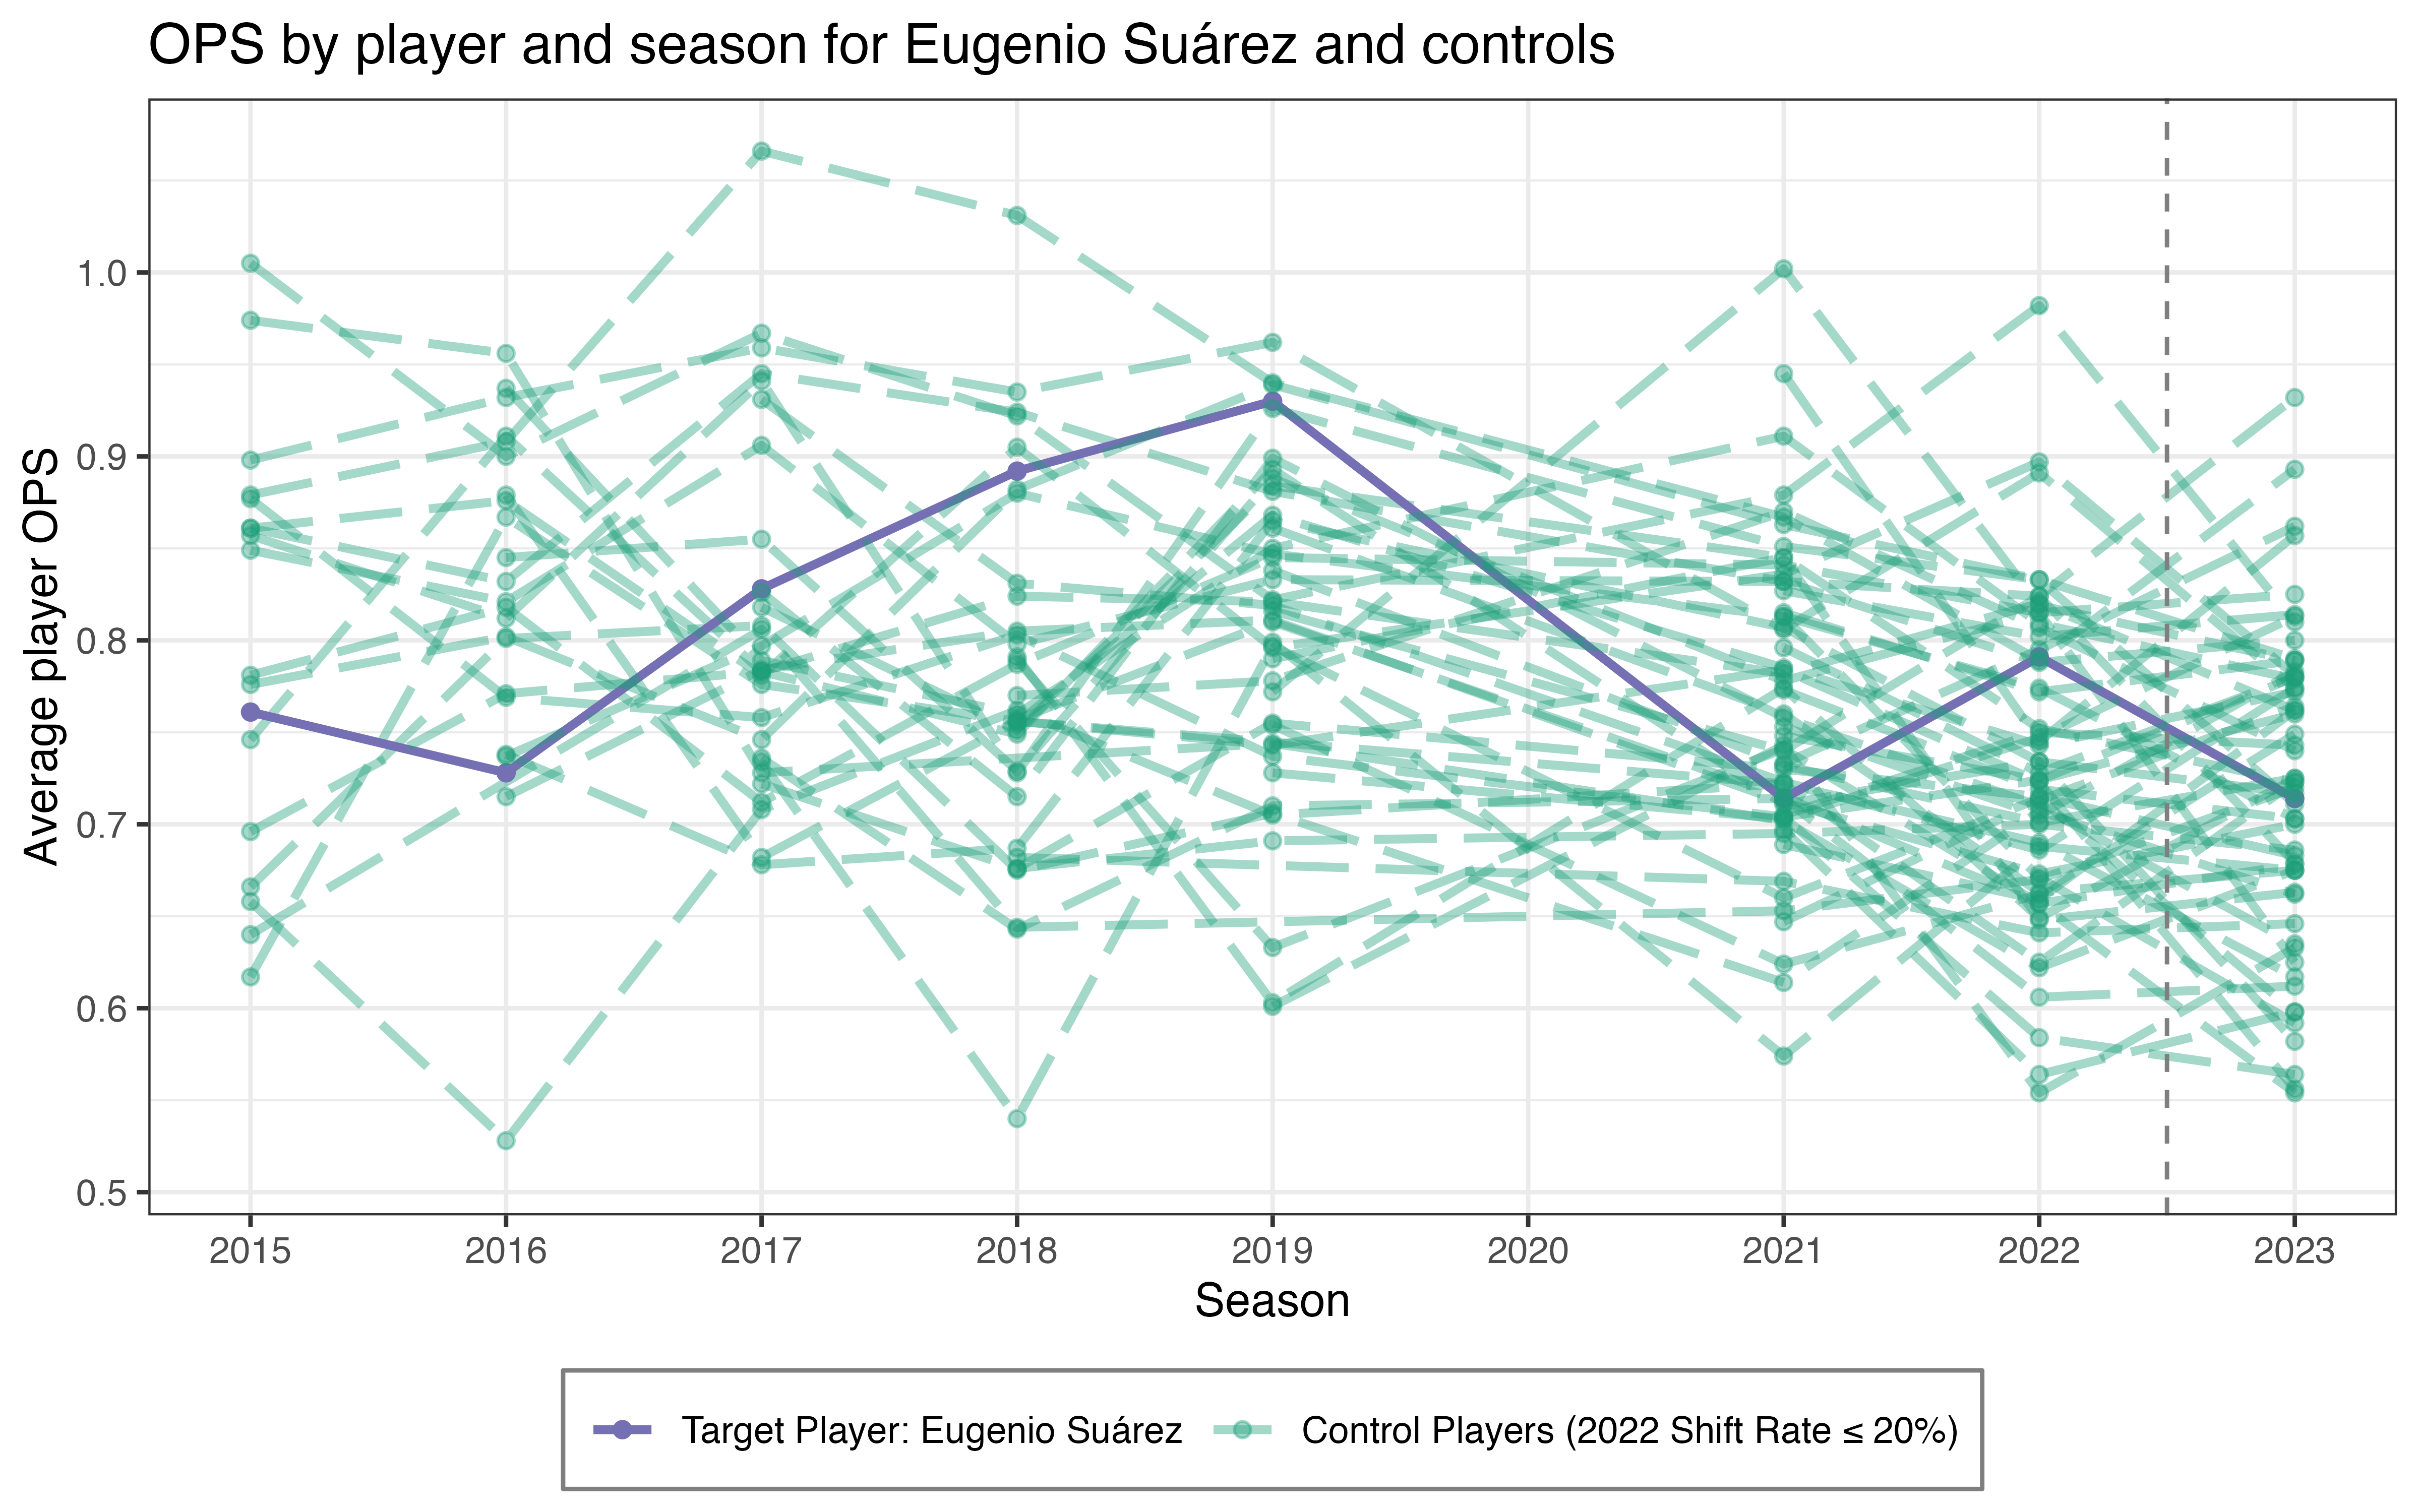 OPS by player and season for Eugenio Suárez and controls
Average player OPS
1.0
0.9
0.8
0.7
0.6
0.5
2015 2016 2017 2018 2019 2020 2021 2022 2023
Season
Target Player: Eugenio Suárez Control Players (2022 Shift Rate ≤ 20%)